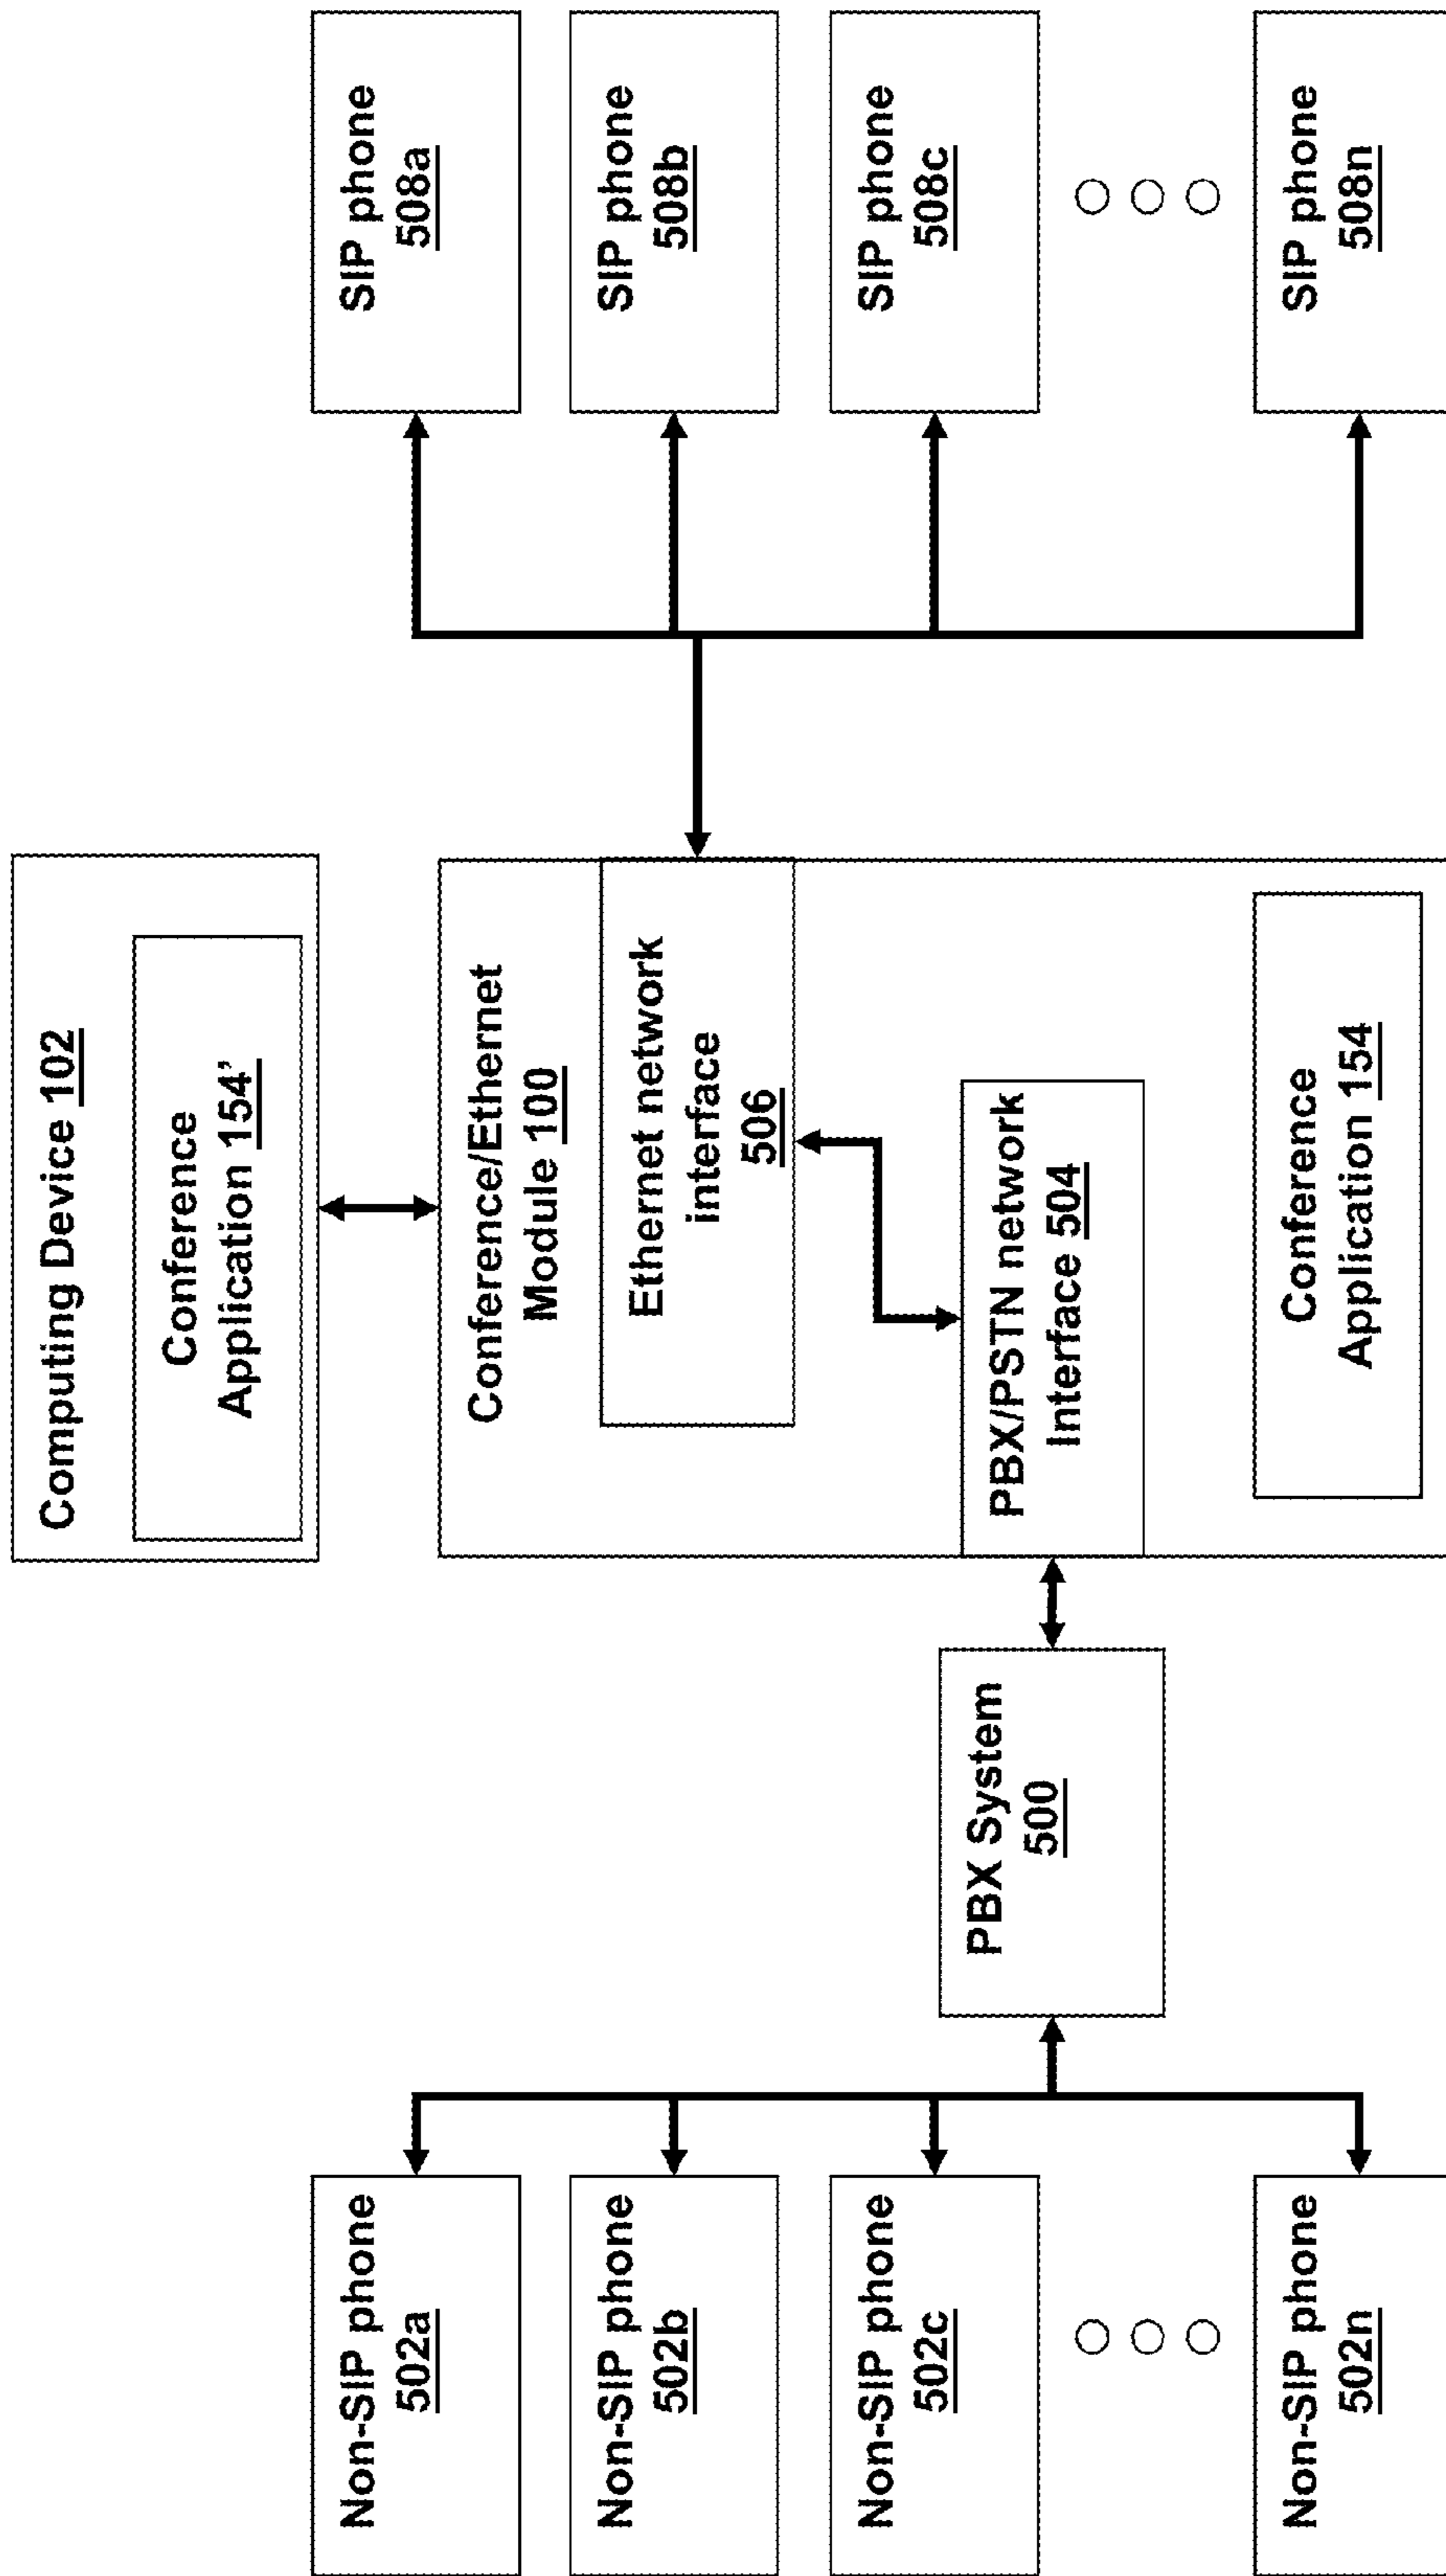 Computing Device 102
Conference
Application 154’
Non-SIP phone
502a
Non-SIP phone
502b
Non-SIP phone
502c
Non-SIP phone
502n
PBX System
500
Conference/Ethernet
Module 100
Ethernet network
interface
506
PBX/PSTN network
Interface 504
Conference
Application 154
SIP phone
508a
SIP phone
508b
SIP phone
508c
SIP phone
508n